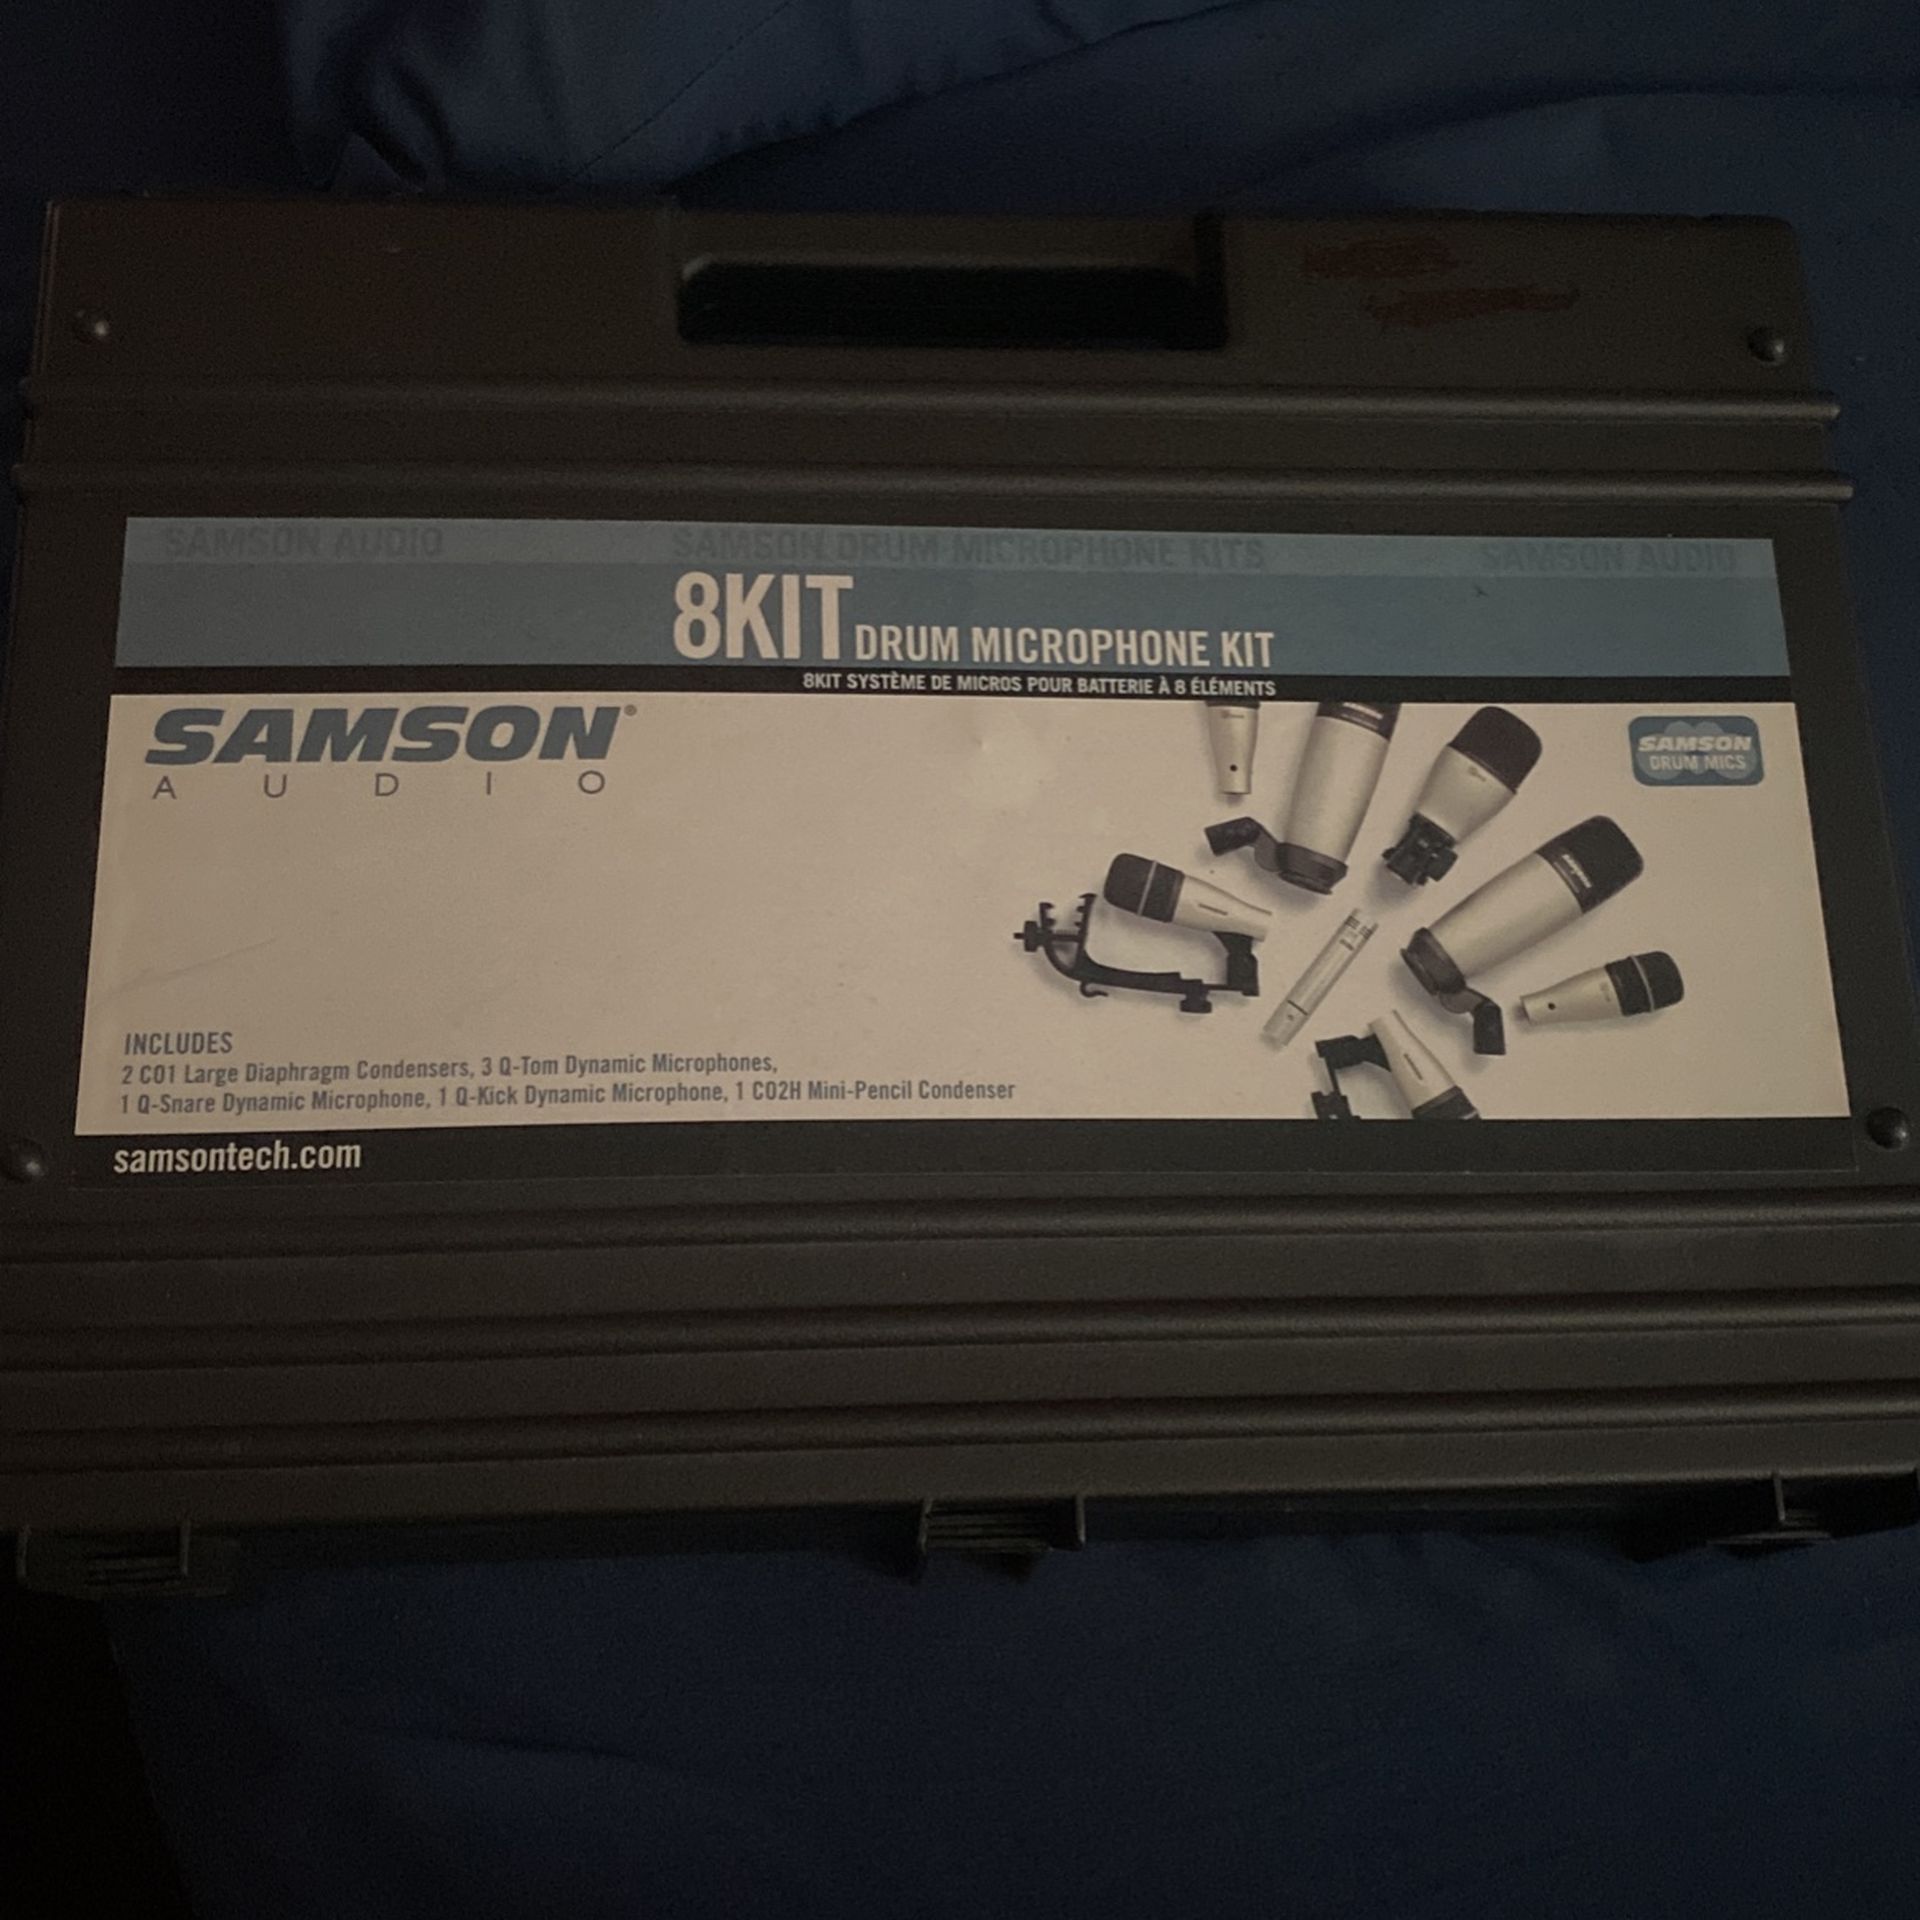 SAMSON AUDIO SAMSON DRUM MICROPHONE KITS SAMSON AUDIO
8KIT DRUM MICROPHONE KIT
8KIT SYSTÈME DE MICROS POUR BATTERIE À 8 ÉLÉMENTS
SAMSON®
AUDIO
SAMSON
DRUM MICS
INCLUDES
2 C01 Large Diaphragm Condensers, 3 Q-Tom Dynamic Microphones,
1 Q-Snare Dynamic Microphone, 1 Q-Kick Dynamic Microphone, 1 C02H Mini-Pencil Condenser
samsontech.com